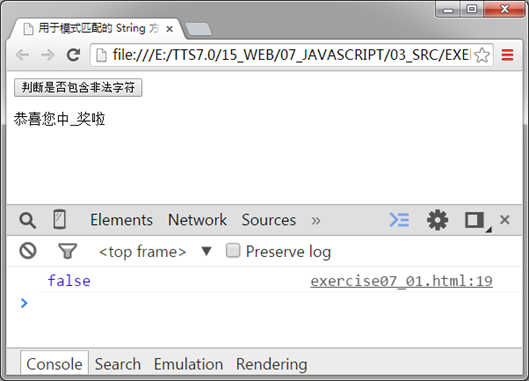 用于模式匹配的 String 方
file:///E:/TTS7.0/15_WEB/07_JAVASCRIPT/03_SRC/EXE
判断是否包含非法字符
恭喜您中_奖啦
Elements Network Sources »
<top frame> ▼ Preserve log
false exercise07_01.html:19
Console Search Emulation Rendering